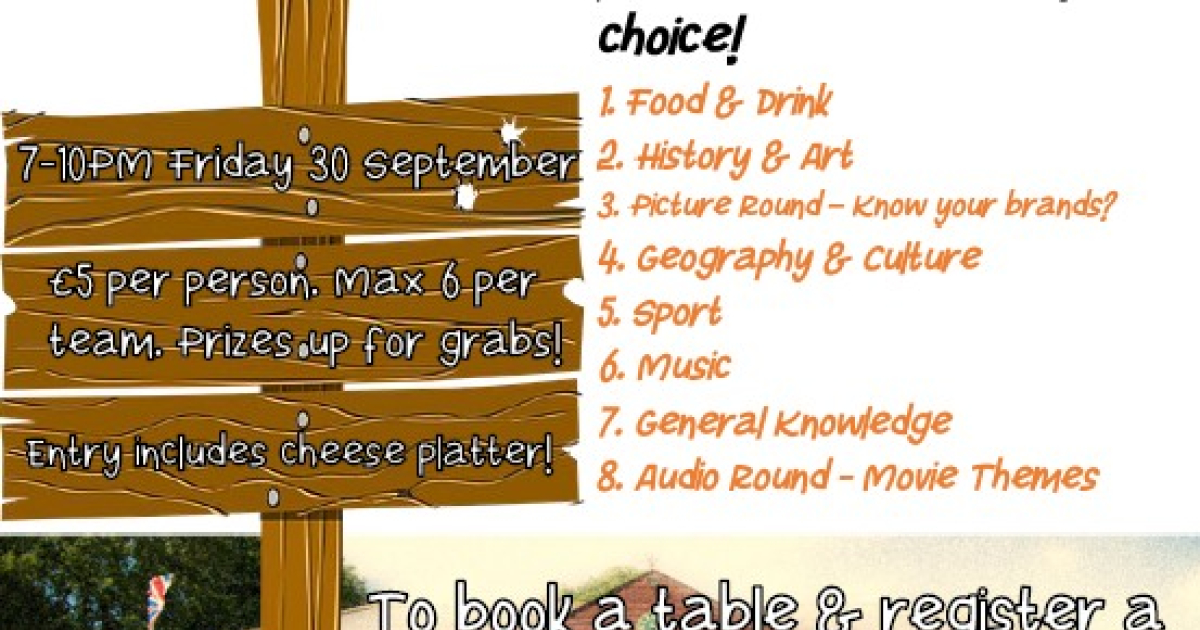 choice!
7-10PM Friday 30 September
€5 per person. Max 6 per
team. Prizes up for grabs!
Entry includes cheese platter!
1. Food & Drink
2. History & Art
3. Picture Round - Know your brands?
4. Geography & Culture
5. Sport
6. Music
7. General Knowledge
8. Audio Round - Movie Themes
To book a table & register a